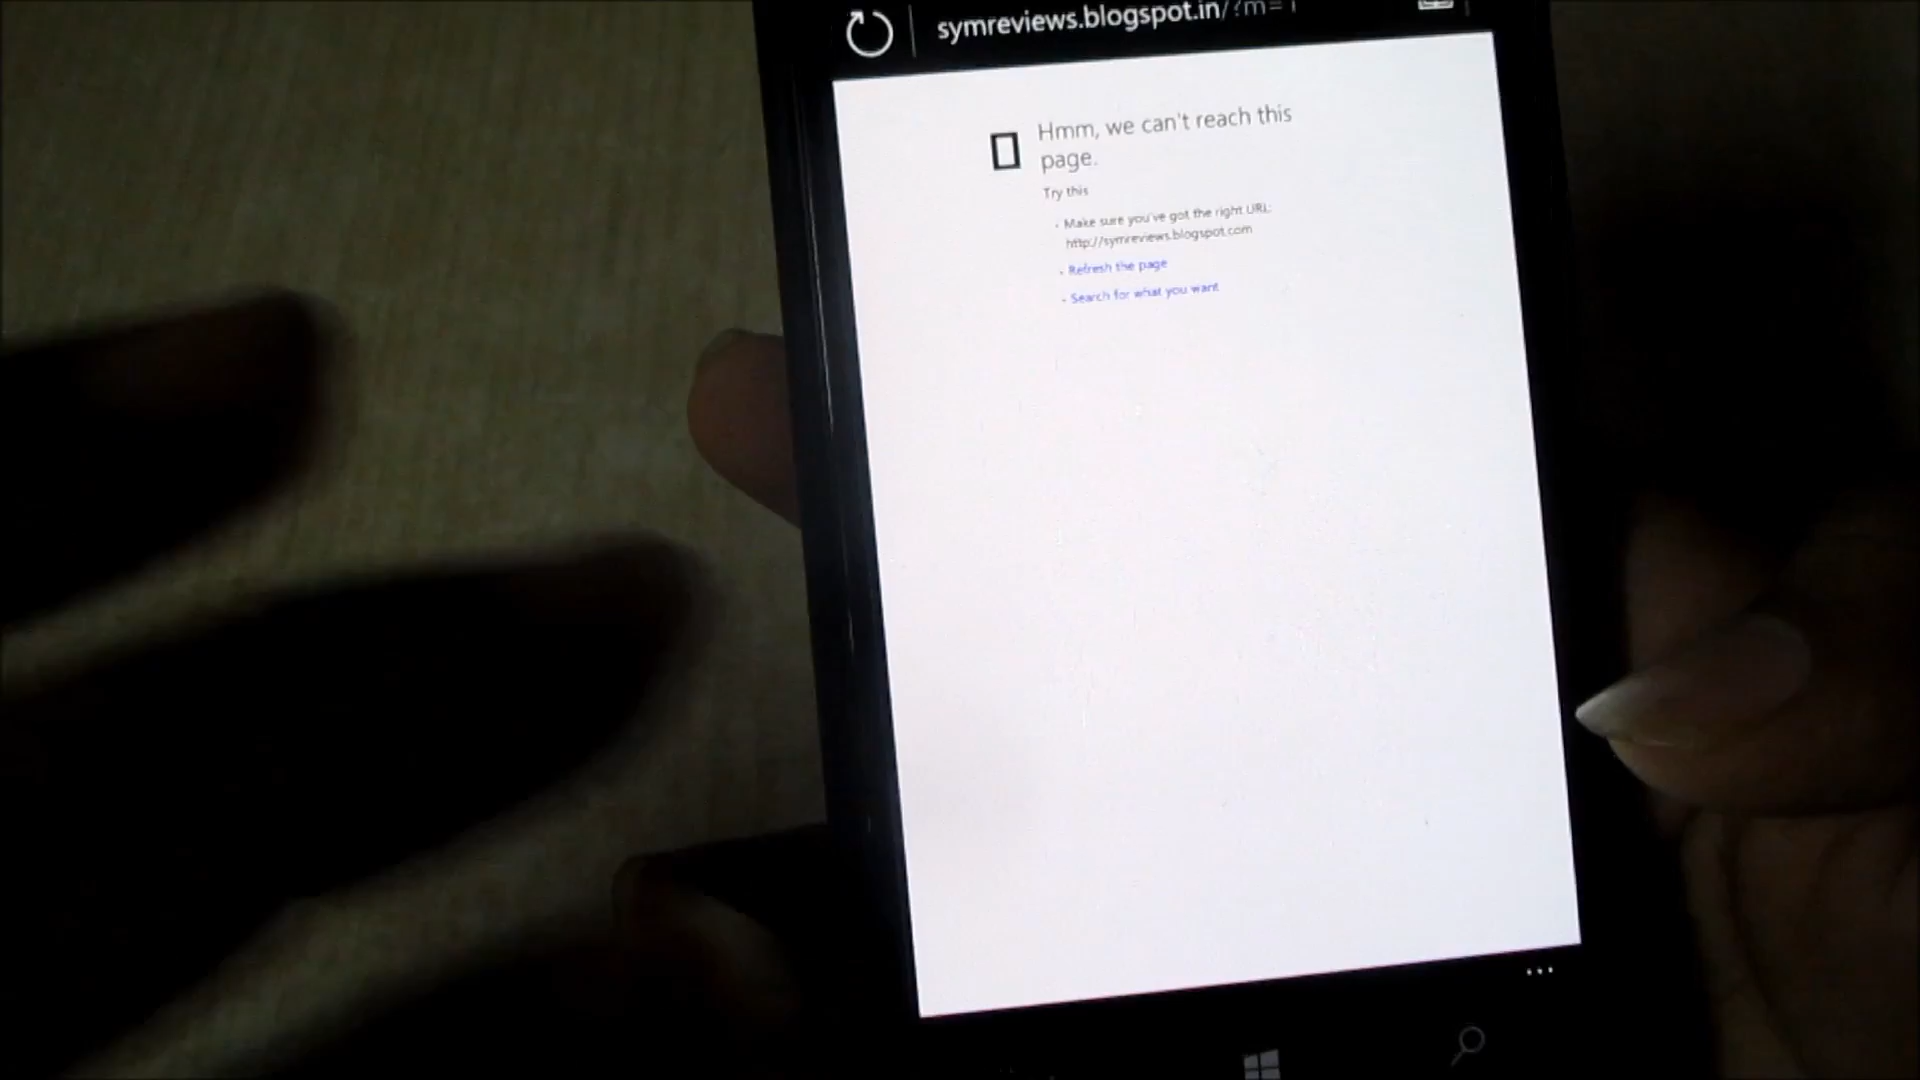 symreviews.blogspot.in/?m=1
Hmm, we can't reach this
page.
Try this
• Make sure you've got the right URL:
http://symreviews.blogspot.com
• Refresh the page
• Search for what you want